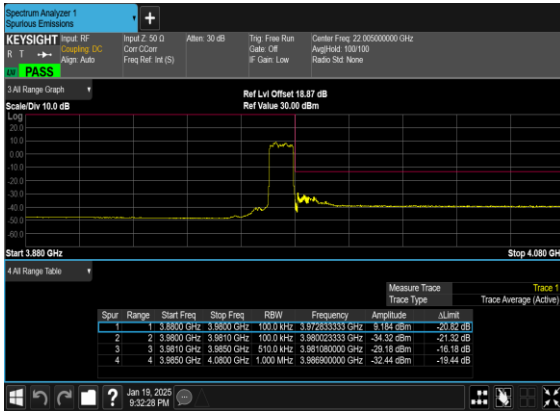 Spectrum Analyzer 1
Spurious Emissions
+
KEYSIGHT
R T
PASS
Input: RF
Coupling: DC
Align: Auto
Input Z: 50 Ω
Corr CCorr
Freq Ref: Int (S)
Atten: 30 dB
Trig: Free Run
Gate: Off
IF Gain: Low
Center Freq: 22.005000000 GHz
Avg|Hold: 100/100
Radio Std: None
3 All Range Graph
Scale/Div 10.0 dB
Ref Lvl Offset 18.87 dB
Ref Value 30.00 dBm
Log
20.0
10.0
0.00
-10.0
-20.0
-30.0
-40.0
-50.0
-60.0
Start 3.880 GHz
Stop 4.080 GH
4 All Range Table
Measure Trace Trace 1
Trace Type Trace Average (Active)
Spur Range Start Freq Stop Freq RBW Frequency Amplitude ΔLimit
1 1 3.8800 GHz 3.9800 GHz 100.0 kHz 3.972833333 GHz 9.184 dBm -20.82 dB
2 2 3.9800 GHz 3.9810 GHz 100.0 kHz 3.980023333 GHz -34.32 dBm -21.32 dB
3 3 3.9810 GHz 3.9850 GHz 510.0 kHz 3.981080000 GHz -29.18 dBm -16.18 dB
4 4 3.9850 GHz 4.0800 GHz 1.000 MHz 3.986900000 GHz -32.44 dBm -19.44 dB
?
Jan 19, 2025
9:32:28 PM